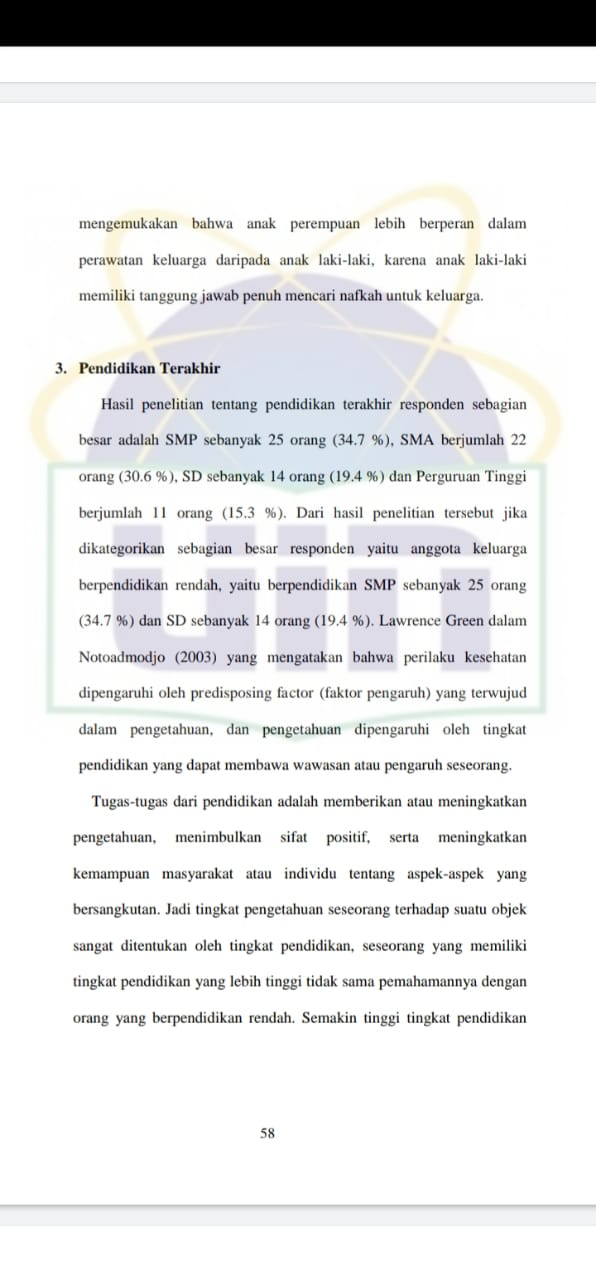 mengemukakan bahwa anak perempuan lebih berperan dalam
perawatan keluarga daripada anak laki-laki, karena anak laki-laki
memiliki tanggung jawab penuh mencari nafkah untuk keluarga.
3. Pendidikan Terakhir
Hasil penelitian tentang pendidikan terakhir responden sebagian
besar adalah SMP sebanyak 25 orang (34.7 %), SMA berjumlah 22
orang (30.6 %), SD sebanyak 14 orang (19.4 %) dan Perguruan Tinggi
berjumlah 11 orang (15.3 %). Dari hasil penelitian tersebut jika
dikategorikan sebagian besar responden yaitu anggota keluarga
berpendidikan rendah, yaitu berpendidikan SMP sebanyak 25 orang
(34.7 %) dan SD sebanyak 14 orang (19.4 %). Lawrence Green dalam
Notoadmodjo (2003) yang mengatakan bahwa perilaku kesehatan
dipengaruhi oleh predisposing factor (faktor pengaruh) yang terwujud
dalam pengetahuan, dan pengetahuan dipengaruhi oleh tingkat
pendidikan yang dapat membawa wawasan atau pengaruh seseorang.
Tugas-tugas dari pendidikan adalah memberikan atau meningkatkan
pengetahuan, menimbulkan sifat positif, serta meningkatkan
kemampuan masyarakat atau individu tentang aspek-aspek yang
bersangkutan. Jadi tingkat pengetahuan seseorang terhadap suatu objek
sangat ditentukan oleh tingkat pendidikan, seseorang yang memiliki
tingkat pendidikan yang lebih tinggi tidak sama pemahamannya dengan
orang yang berpendidikan rendah. Semakin tinggi tingkat pendidikan
58
uin